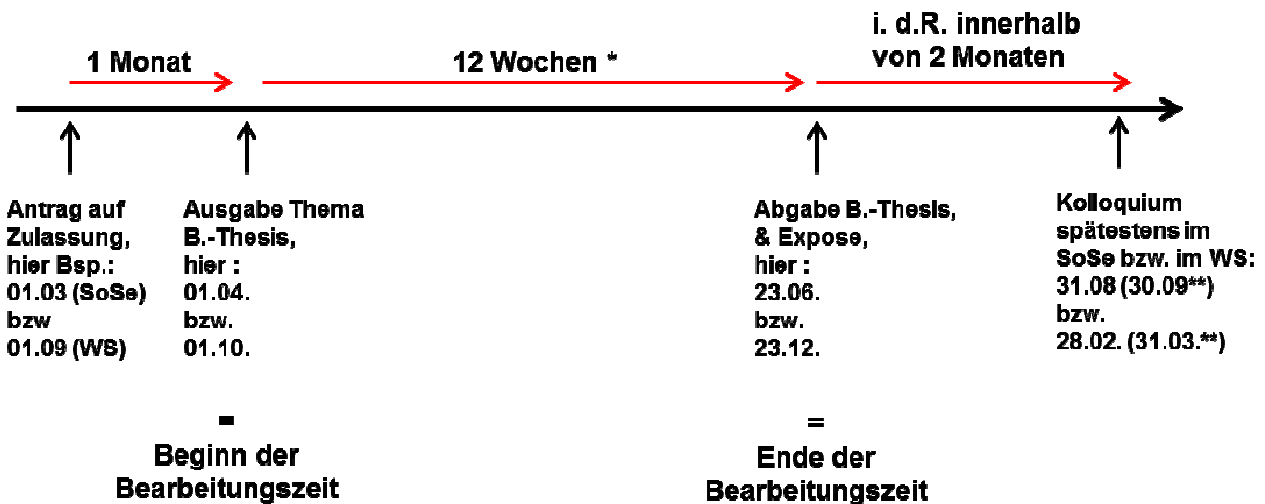 1 Monat
12 Wochen *
i. d.R. innerhalb
von 2 Monaten
Antrag auf
Zulassung,
hier Bsp.:
01.03 (SoSe)
bzw
01.09 (WS)
Ausgabe Thema
B.-Thesis,
hier :
01.04.
bzw.
01.10.
Abgabe B.-Thesis,
& Expose,
hier :
23.06.
bzw.
23.12.
Kolloquium
spätestens im
SoSe bzw. im WS:
31.08 (30.09**)
bzw.
28.02. (31.03.**)
=
Beginn der
Bearbeitungszeit
=
Ende der
Bearbeitungszeit